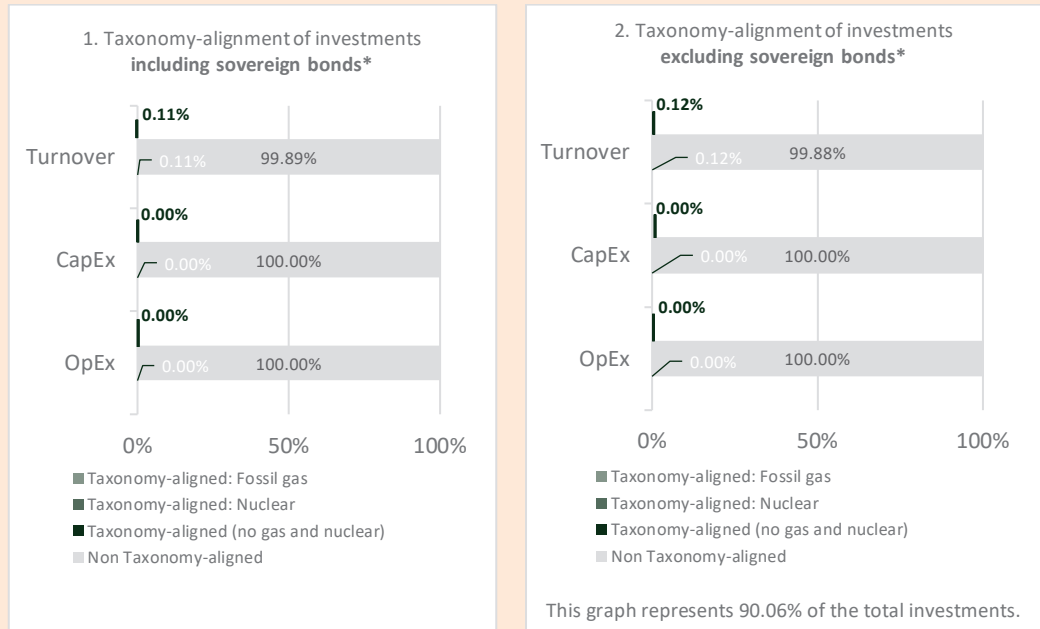 1. Taxonomy-alignment of investments
including sovereign bonds*
0.11%
Turnover
0.11%
99.89%
0.00%
CapEx
0.00%
100.00%
0.00%
OpEx
0.00%
100.00%
0%
50%
100%
Taxonomy-aligned: Fossil gas
Taxonomy-aligned: Nuclear
Taxonomy-aligned (no gas and nuclear)
Non Taxonomy-aligned
2. Taxonomy-alignment of investments
excluding sovereign bonds*
0.12%
Turnover
0.12%
99.88%
0.00%
CapEx
0.00%
100.00%
0.00%
OpEx
0.00%
100.00%
0%
50%
100%
Taxonomy-aligned: Fossil gas
Taxonomy-aligned: Nuclear
Taxonomy-aligned (no gas and nuclear)
Non Taxonomy-aligned
This graph represents 90.06% of the total investments.